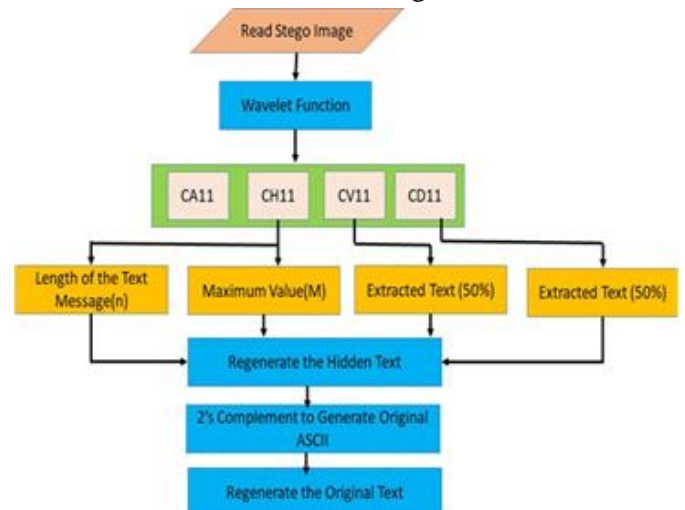 Read Stego Image
Wavelet Function
CA11 CH11 CV11 CD11
Length of the Text
Message(n)
Maximum Value(M)
Extracted Text (50%)
Extracted Text (50%)
Regenerate the Hidden Text
2's Complement to Generate Original
ASCII
Regenerate the Original Text